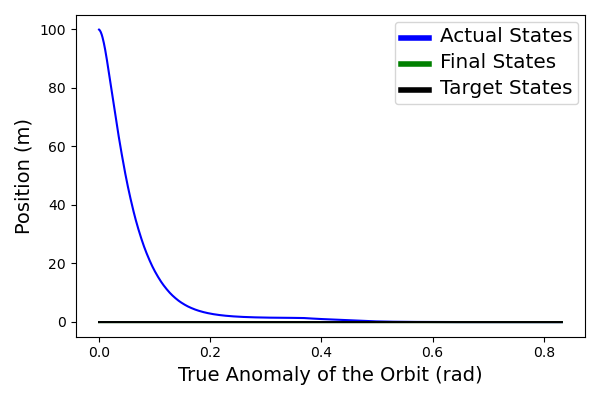 Actual States
Final States
Target States
Position (m)
100
80
60
40
20
0
0.0 0.2 0.4 0.6 0.8
True Anomaly of the Orbit (rad)